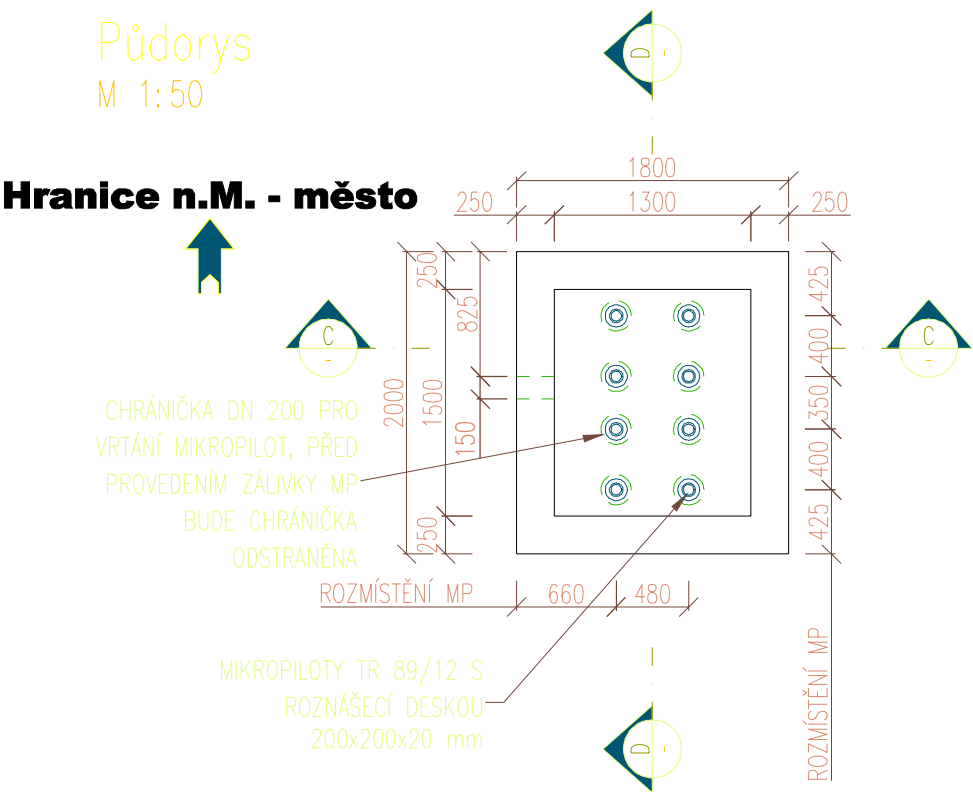 Půdorys
M 1:50
D
-
1800
250
1300
250
Hranice n.M. - město
250
825
2000
1500
150
250
425
400
350
400
425
C
-
C
-
CHRÁNIČKA DN 200 PRO
VRTÁNÍ MIKROPILOT, PŘED
PROVEDENÍM ZÁLIVKY MP
BUDE CHRÁNIČKA
ODSTRANĚNA
ROZMÍSTĚNÍ MP
660
480
ROZMÍSTĚNÍ MP
MIKROPILOTY TR 89/12 S
ROZNÁŠECÍ DESKOU
200x200x20 mm
D
-